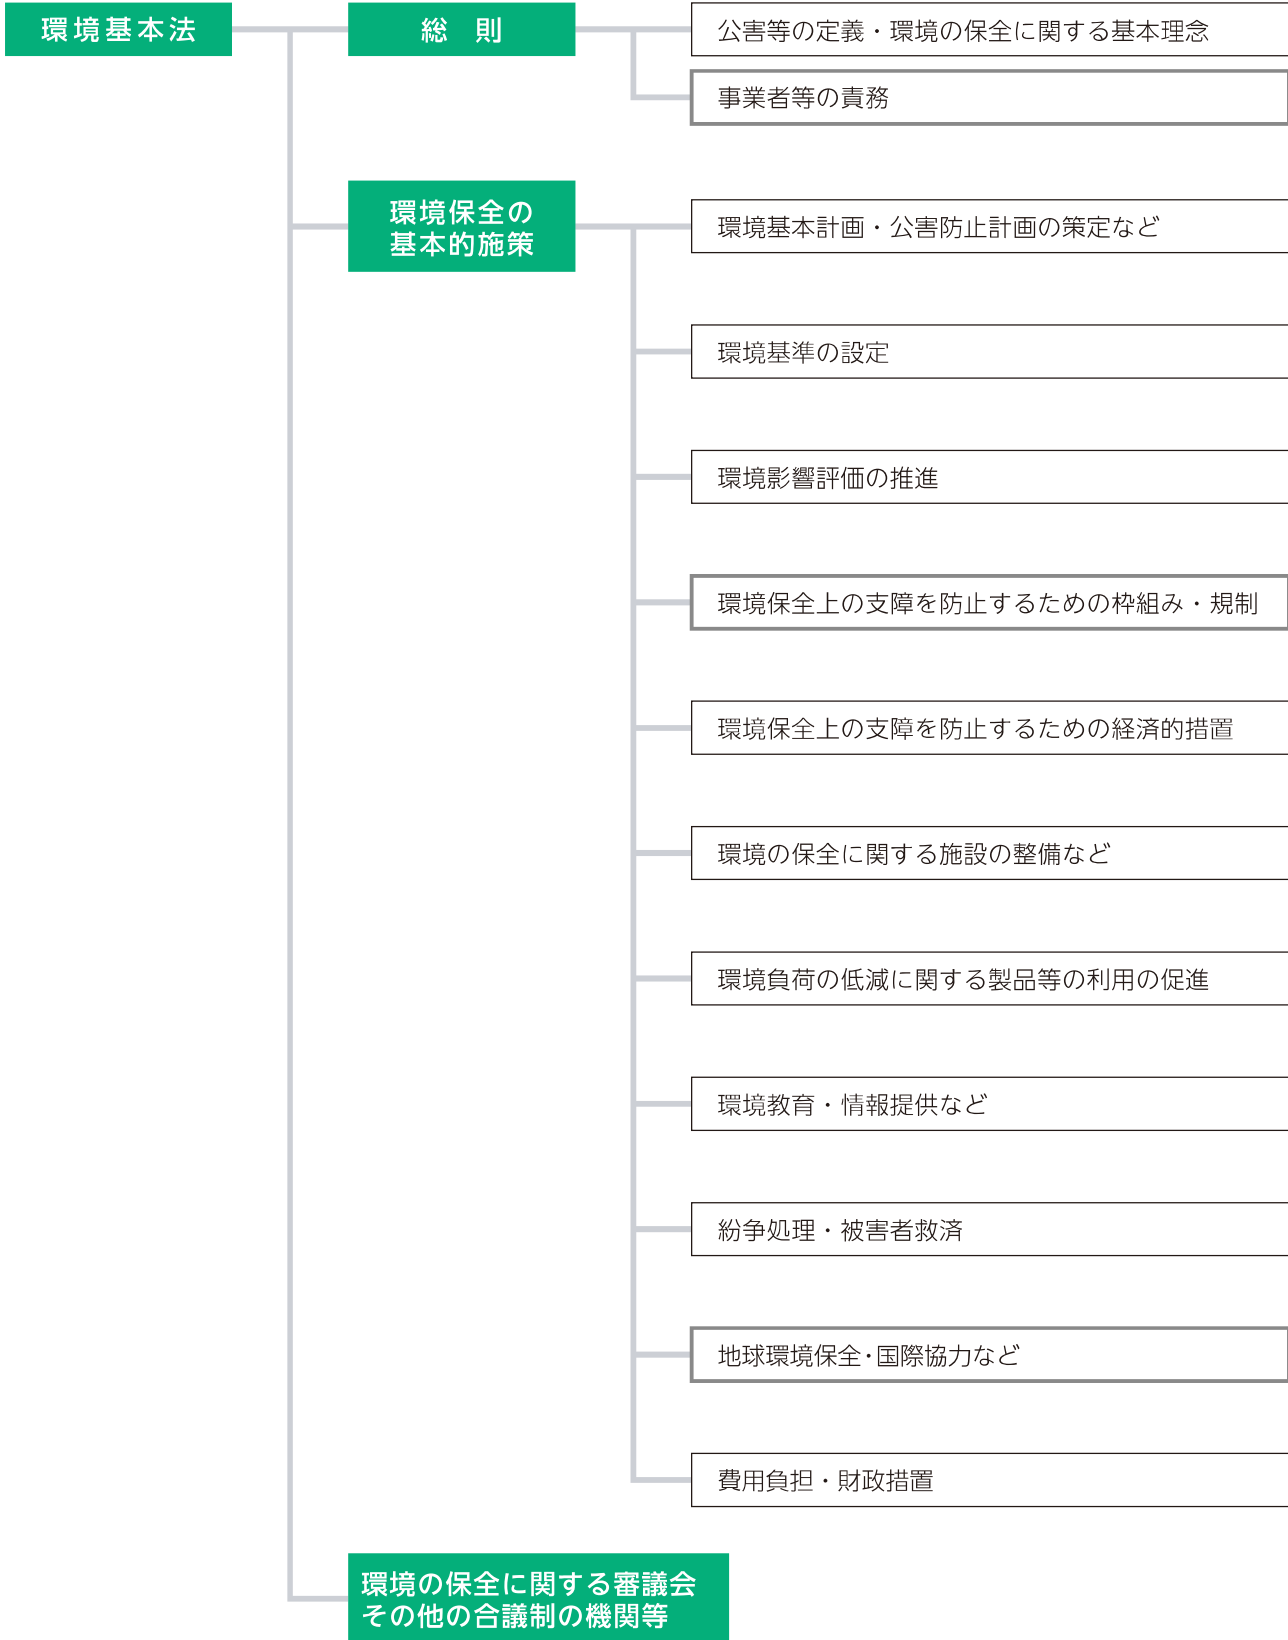 環境基本法
総　則
公害等の定義・環境の保全に関する基本理念
事業者等の責務
環境保全の
基本的施策
環境基本計画・公害防止計画の策定など
環境基準の設定
環境影響評価の推進
環境保全上の支障を防止するための枠組み・規制
環境保全上の支障を防止するための経済的措置
環境の保全に関する施設の整備など
環境負荷の低減に関する製品等の利用の促進
環境教育・情報提供など
紛争処理・被害者救済
地球環境保全・国際協力など
費用負担・財政措置
環境の保全に関する審議会
その他の合議制の機関等